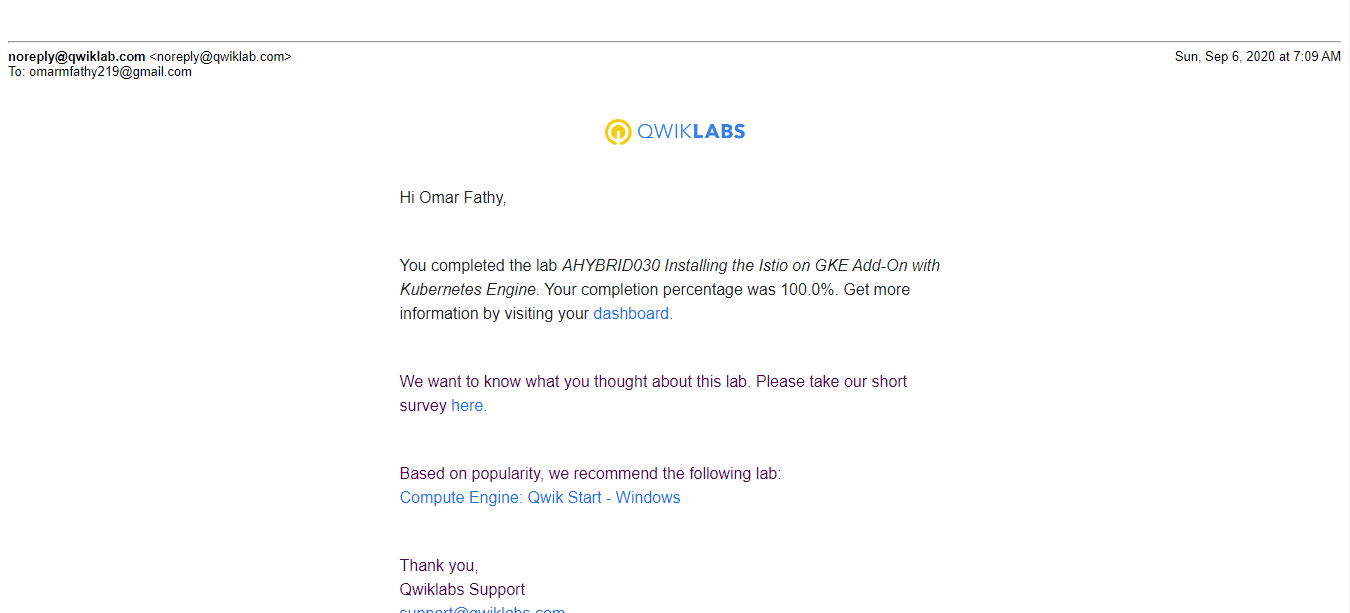 noreply@qwiklab.com <noreply@qwiklab.com> Sun, Sep 6, 2020 at 7:09 AM
To: omarmfathy219@gmail.com
QWIKLABS
Hi Omar Fathy,
You completed the lab AHYBRID030 Installing the Istio on GKE Add-On with
Kubernetes Engine. Your completion percentage was 100.0%. Get more
information by visiting your dashboard.
We want to know what you thought about this lab. Please take our short
survey here.
Based on popularity, we recommend the following lab:
Compute Engine: Qwik Start - Windows
Thank you,
Qwiklabs Support
support@qwiklabs.com